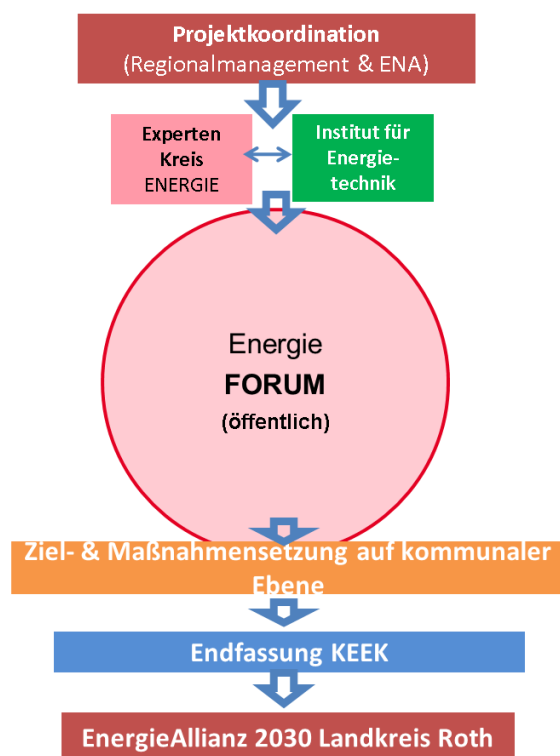 Projektkoordination
(Regionalmanagement & ENA)
Experten
Kreis
ENERGIE
Institut für
Energie-
technik
Energie
FORUM
(öffentlich)
Ziel- & Maßnahmensetzung auf kommunaler
Ebene
Endfassung KEEK
EnergieAllianz 2030 Landkreis Roth